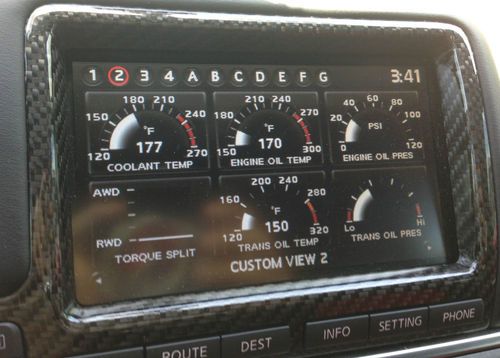 1 2 3 4 A B C D E F G 3:41
120 150 180 210 240 270 °F 177 COOLANT TEMP
150 180 210 240 270 300 °F 170 ENGINE OIL TEMP
0 20 40 60 80 100 120 PSI ENGINE OIL PRES
AWD RWD TORQUE SPLIT
120 160 200 240 280 320 °F 150 TRANS OIL TEMP
Lo Hi TRANS OIL PRES
CUSTOM VIEW 2
ROUTE DEST INFO SETTING PHONE